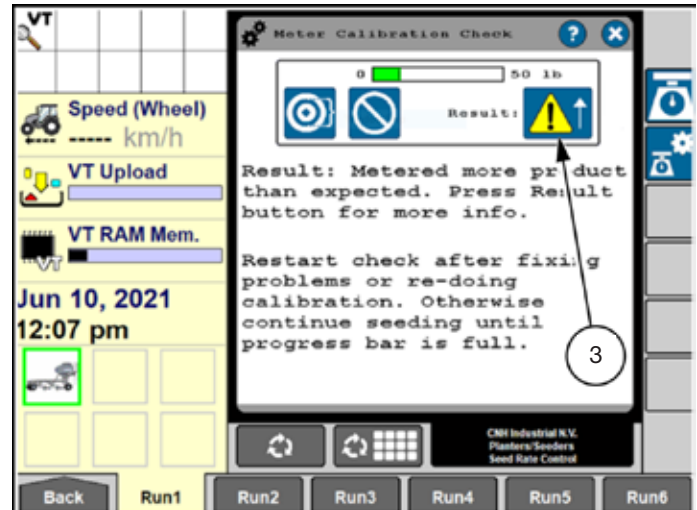 VT
Meter Calibration Check
?
0
50 lb
Speed (Wheel)
----- km/h
Result:
VT Upload
Result: Metered more product
than expected. Press Result
button for more info.
VT RAM Mem.
VT
Restart check after fixing
problems or re-doing
calibration. Otherwise
continue seeding until
progress bar is full.
Jun 10, 2021
12:07 pm
3
CNH Industrial N.V.
Planters/Seeders
Seed Rate Control
Back
Run1
Run2
Run3
Run4
Run5
Run6